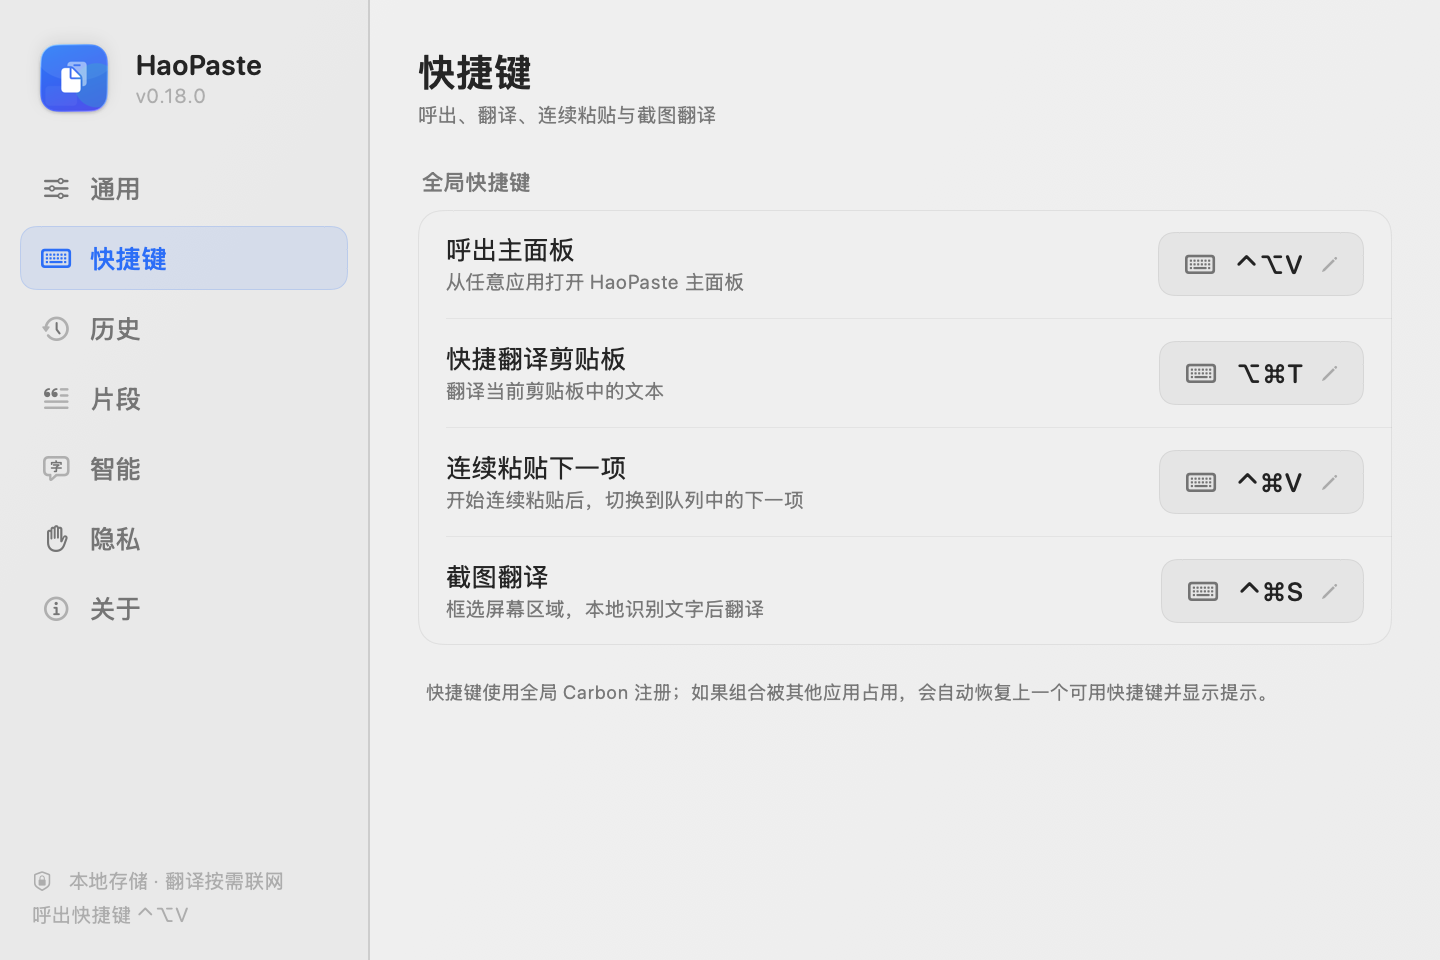 HaoPaste
v0.18.0
通用
快捷键
历史
片段
字
智能
隐私
关于
本地存储 · 翻译按需联网
呼出快捷键 ⌃⌥V
快捷键
呼出、翻译、连续粘贴与截图翻译
全局快捷键
呼出主面板
从任意应用打开 HaoPaste 主面板
⌃⌥V
快捷翻译剪贴板
翻译当前剪贴板中的文本
⌥⌘T
连续粘贴下一项
开始连续粘贴后，切换到队列中的下一项
⌃⌘V
截图翻译
框选屏幕区域，本地识别文字后翻译
⌃⌘S
快捷键使用全局 Carbon 注册；如果组合被其他应用占用，会自动恢复上一个可用快捷键并显示提示。